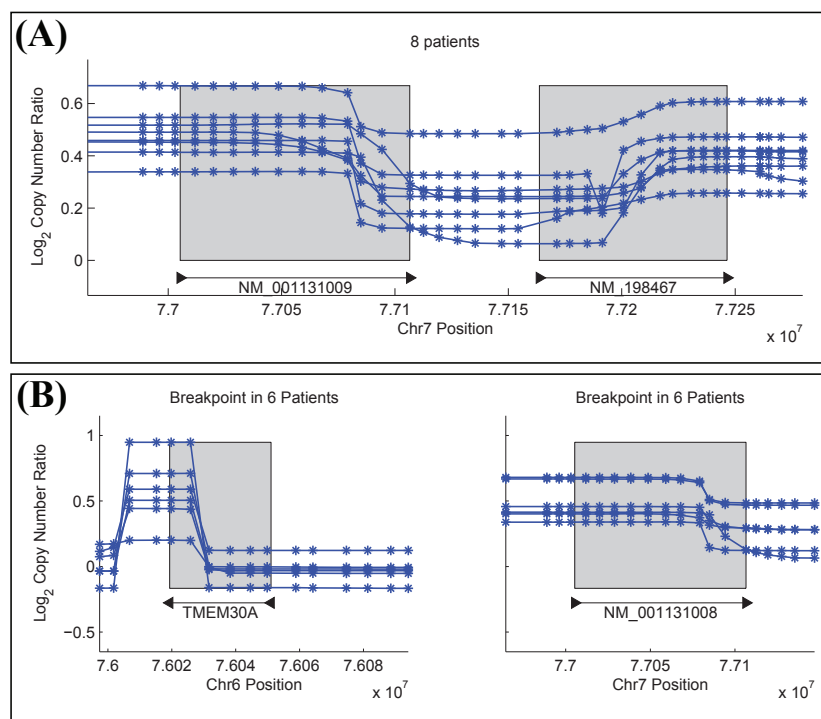 (A)
8 patients
Log2 Copy Number Ratio
0.6
0.4
0.2
0
NM_001131009
NM_198467
7.7
7.705
7.71
7.715
7.72
7.725
Chr7 Position
x 10^7
(B)
Breakpoint in 6 Patients
Breakpoint in 6 Patients
Log2 Copy Number Ratio
1
0.5
0
−0.5
TMEM30A
NM_001131008
7.6
7.602
7.604
7.606
7.608
Chr6 Position
x 10^7
7.7
7.705
7.71
Chr7 Position
x 10^7